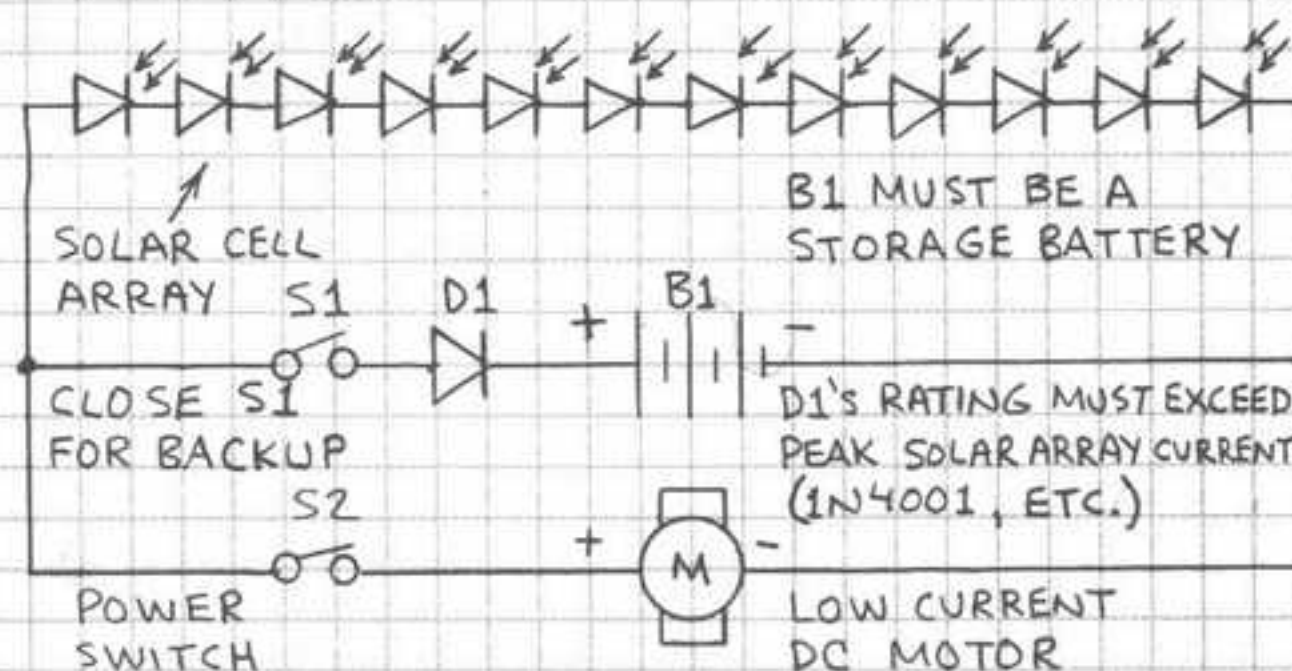 SOLAR CELL
ARRAY
B1 MUST BE A
STORAGE BATTERY
S1
D1
+
B1
-
CLOSE S1
FOR BACKUP
D1's RATING MUST EXCEED
PEAK SOLAR ARRAY CURRENT
(1N4001, ETC.)
S2
+
M
-
POWER
SWITCH
LOW CURRENT
DC MOTOR